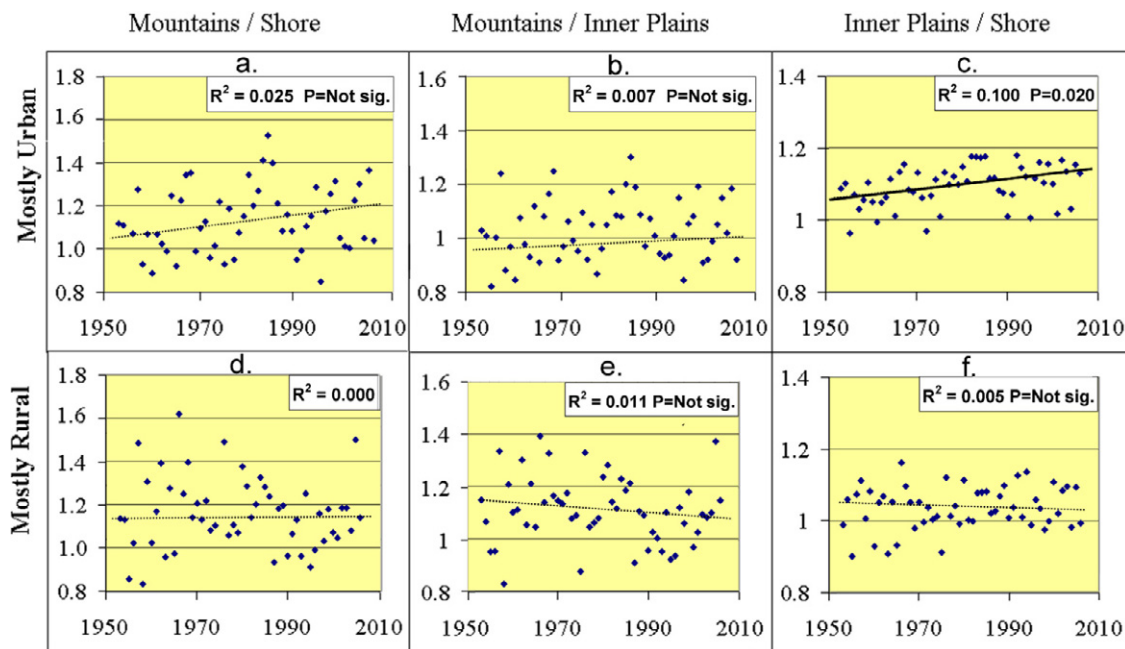 Mountains / Shore
Mountains / Inner Plains
Inner Plains / Shore
Mostly Urban
a.
R² = 0.025 P=Not sig.
1.8
1.6
1.4
1.2
1.0
0.8
1950 1970 1990 2010
b.
R² = 0.007 P=Not sig.
1.6
1.4
1.2
1
0.8
1950 1970 1990 2010
c.
R² = 0.100 P=0.020
1.4
1.2
1.0
0.8
1950 1970 1990 2010
Mostly Rural
d.
R² = 0.000
1.8
1.6
1.4
1.2
1.0
0.8
1950 1970 1990 2010
e.
R² = 0.011 P=Not sig.
1.6
1.4
1.2
1
0.8
1950 1970 1990 2010
f.
R² = 0.005 P=Not sig.
1.4
1.2
1.0
0.8
1950 1970 1990 2010